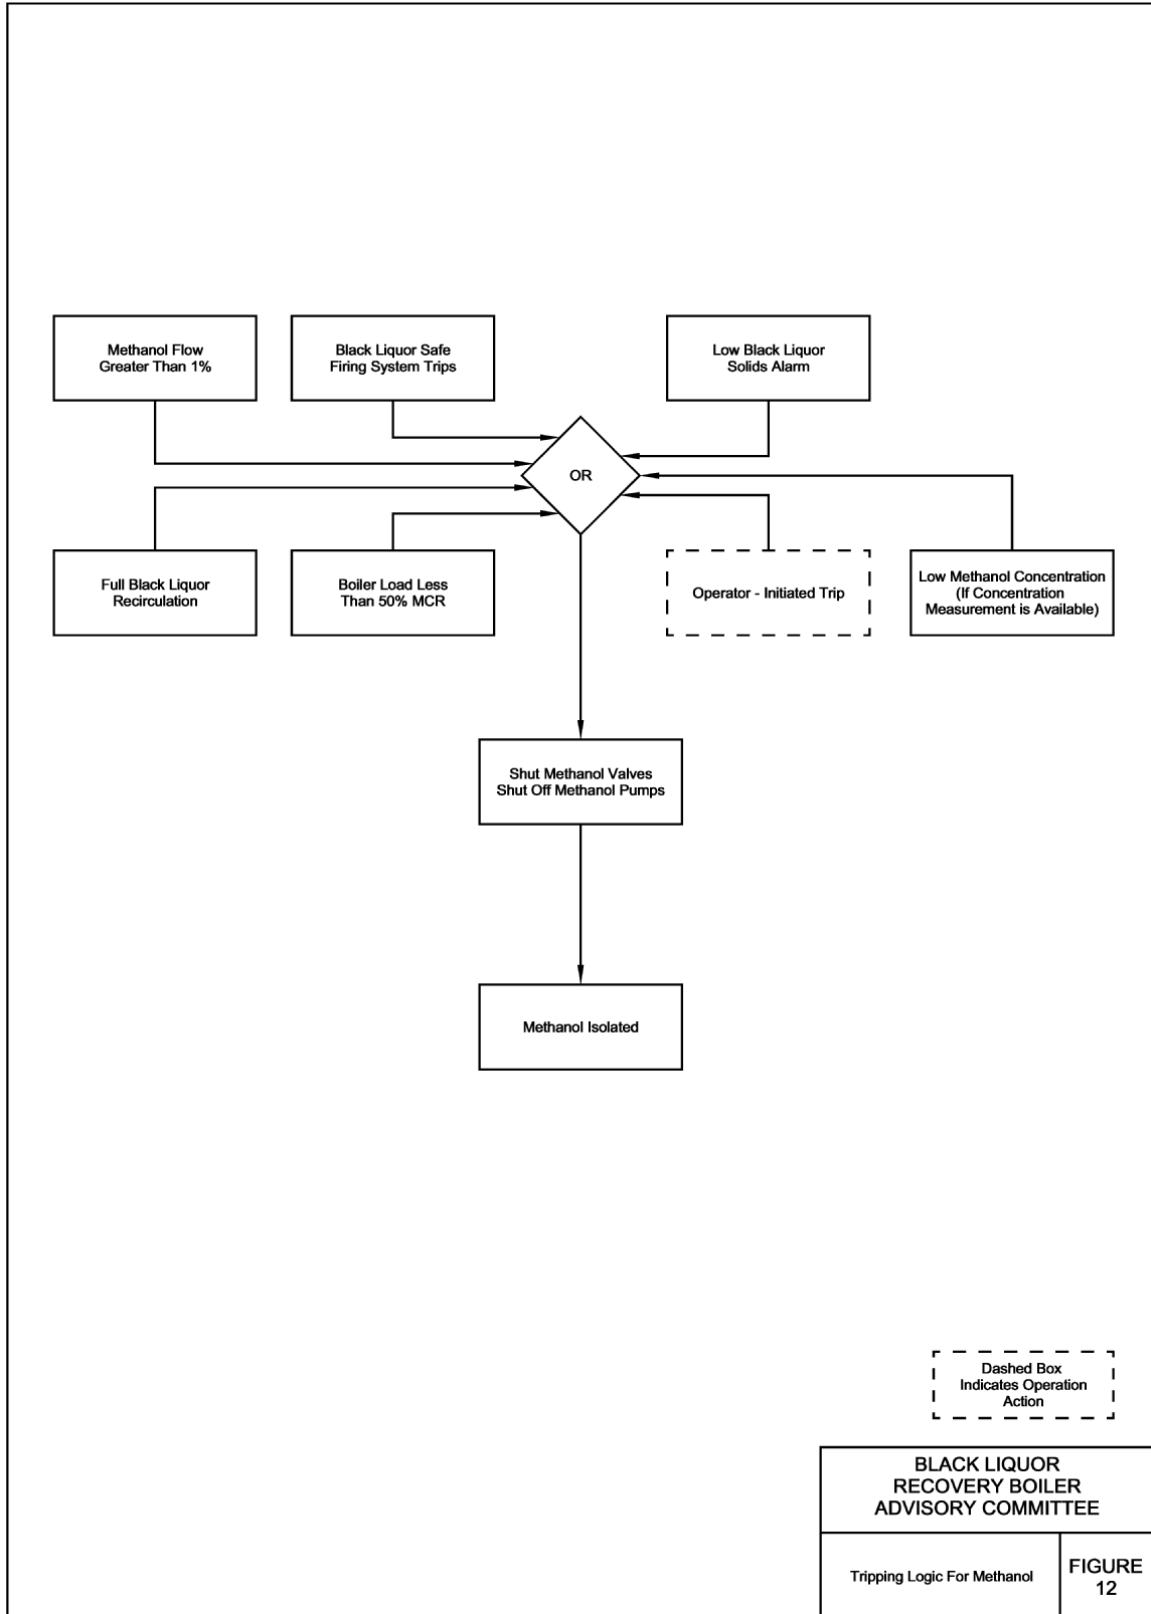 Methanol Flow
Greater Than 1%
Black Liquor Safe
Firing System Trips
Low Black Liquor
Solids Alarm
OR
Full Black Liquor
Recirculation
Boiler Load Less
Than 50% MCR
Operator - Initiated Trip
Low Methanol Concentration
(If Concentration
Measurement is Available)
Shut Methanol Valves
Shut Off Methanol Pumps
Methanol Isolated
Dashed Box
Indicates Operation
Action
BLACK LIQUOR
RECOVERY BOILER
ADVISORY COMMITTEE
Tripping Logic For Methanol
FIGURE
12